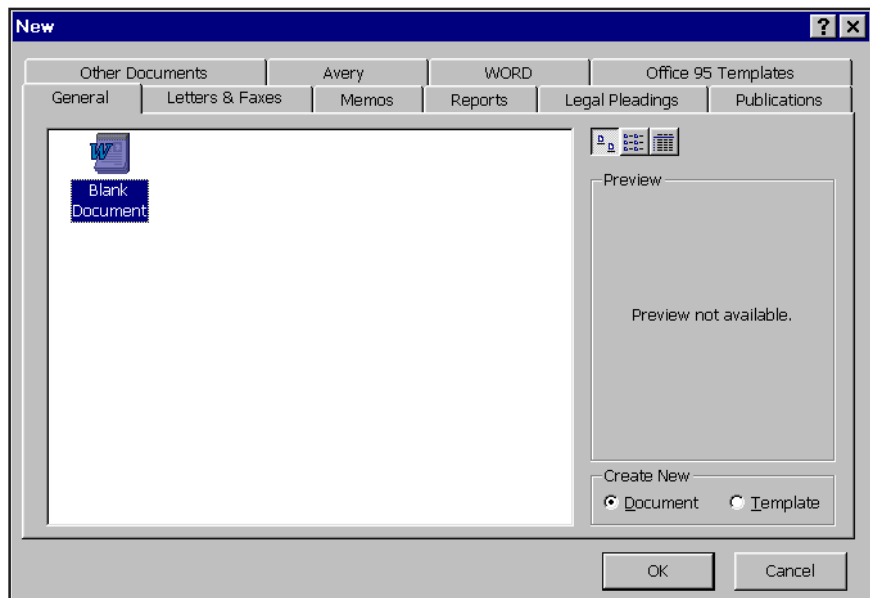 New
Other Documents Avery WORD Office 95 Templates
General Letters & Faxes Memos Reports Legal Pleadings Publications
W
Blank
Document
Preview
Preview not available.
Create New
Document Template
OK Cancel